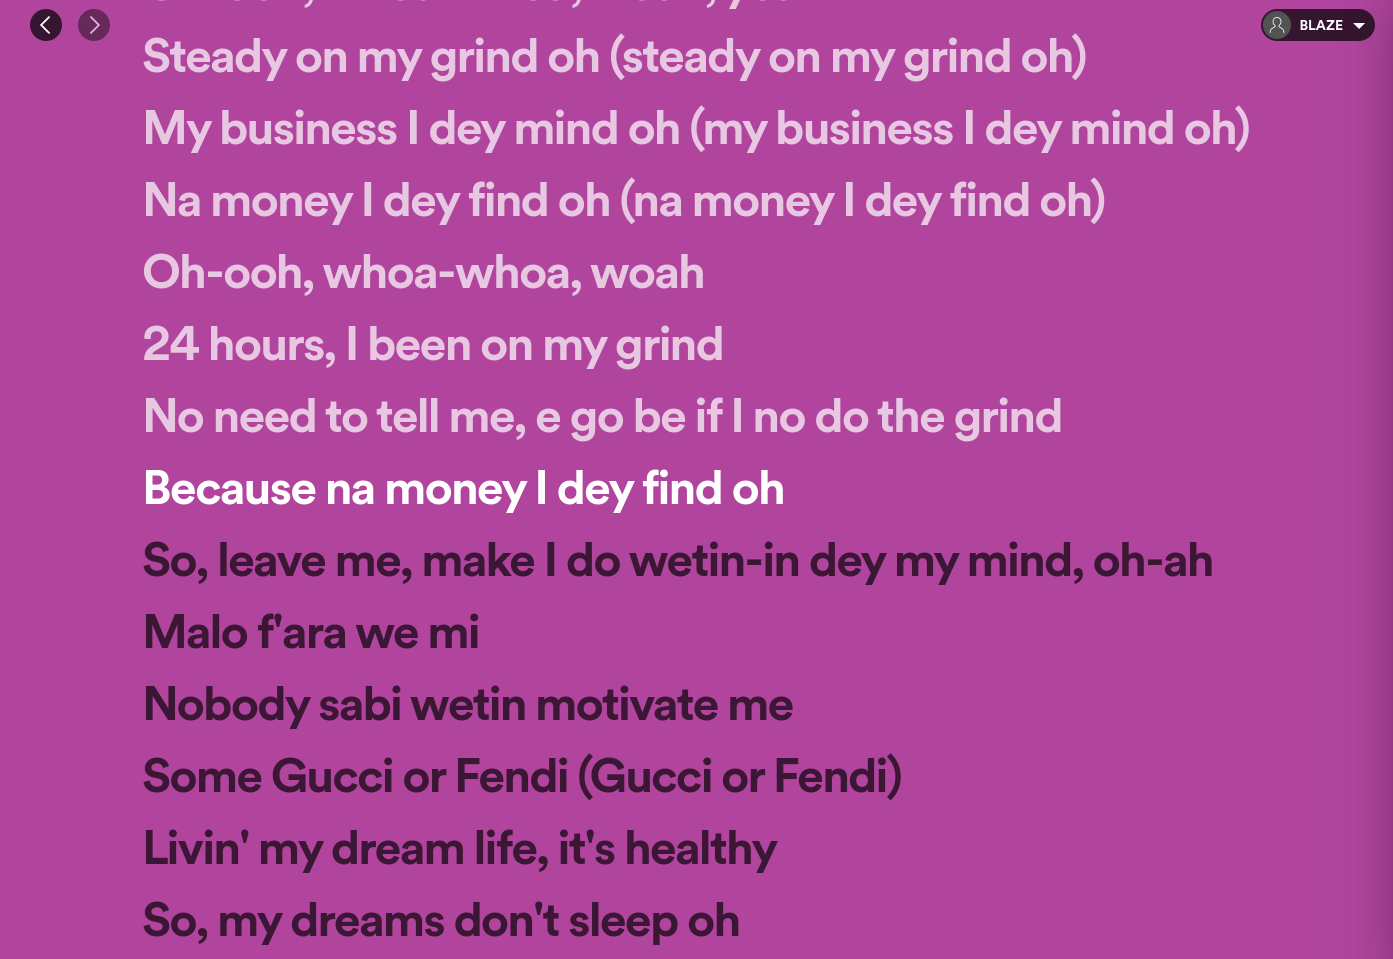 BLAZE
Steady on my grind oh (steady on my grind oh)
My business I dey mind oh (my business I dey mind oh)
Na money I dey find oh (na money I dey find oh)
Oh-ooh, whoa-whoa, woah
24 hours, I been on my grind
No need to tell me, e go be if I no do the grind
Because na money I dey find oh
So, leave me, make I do wetin-in dey my mind, oh-ah
Malo f'ara we mi
Nobody sabi wetin motivate me
Some Gucci or Fendi (Gucci or Fendi)
Livin' my dream life, it's healthy
So, my dreams don't sleep oh